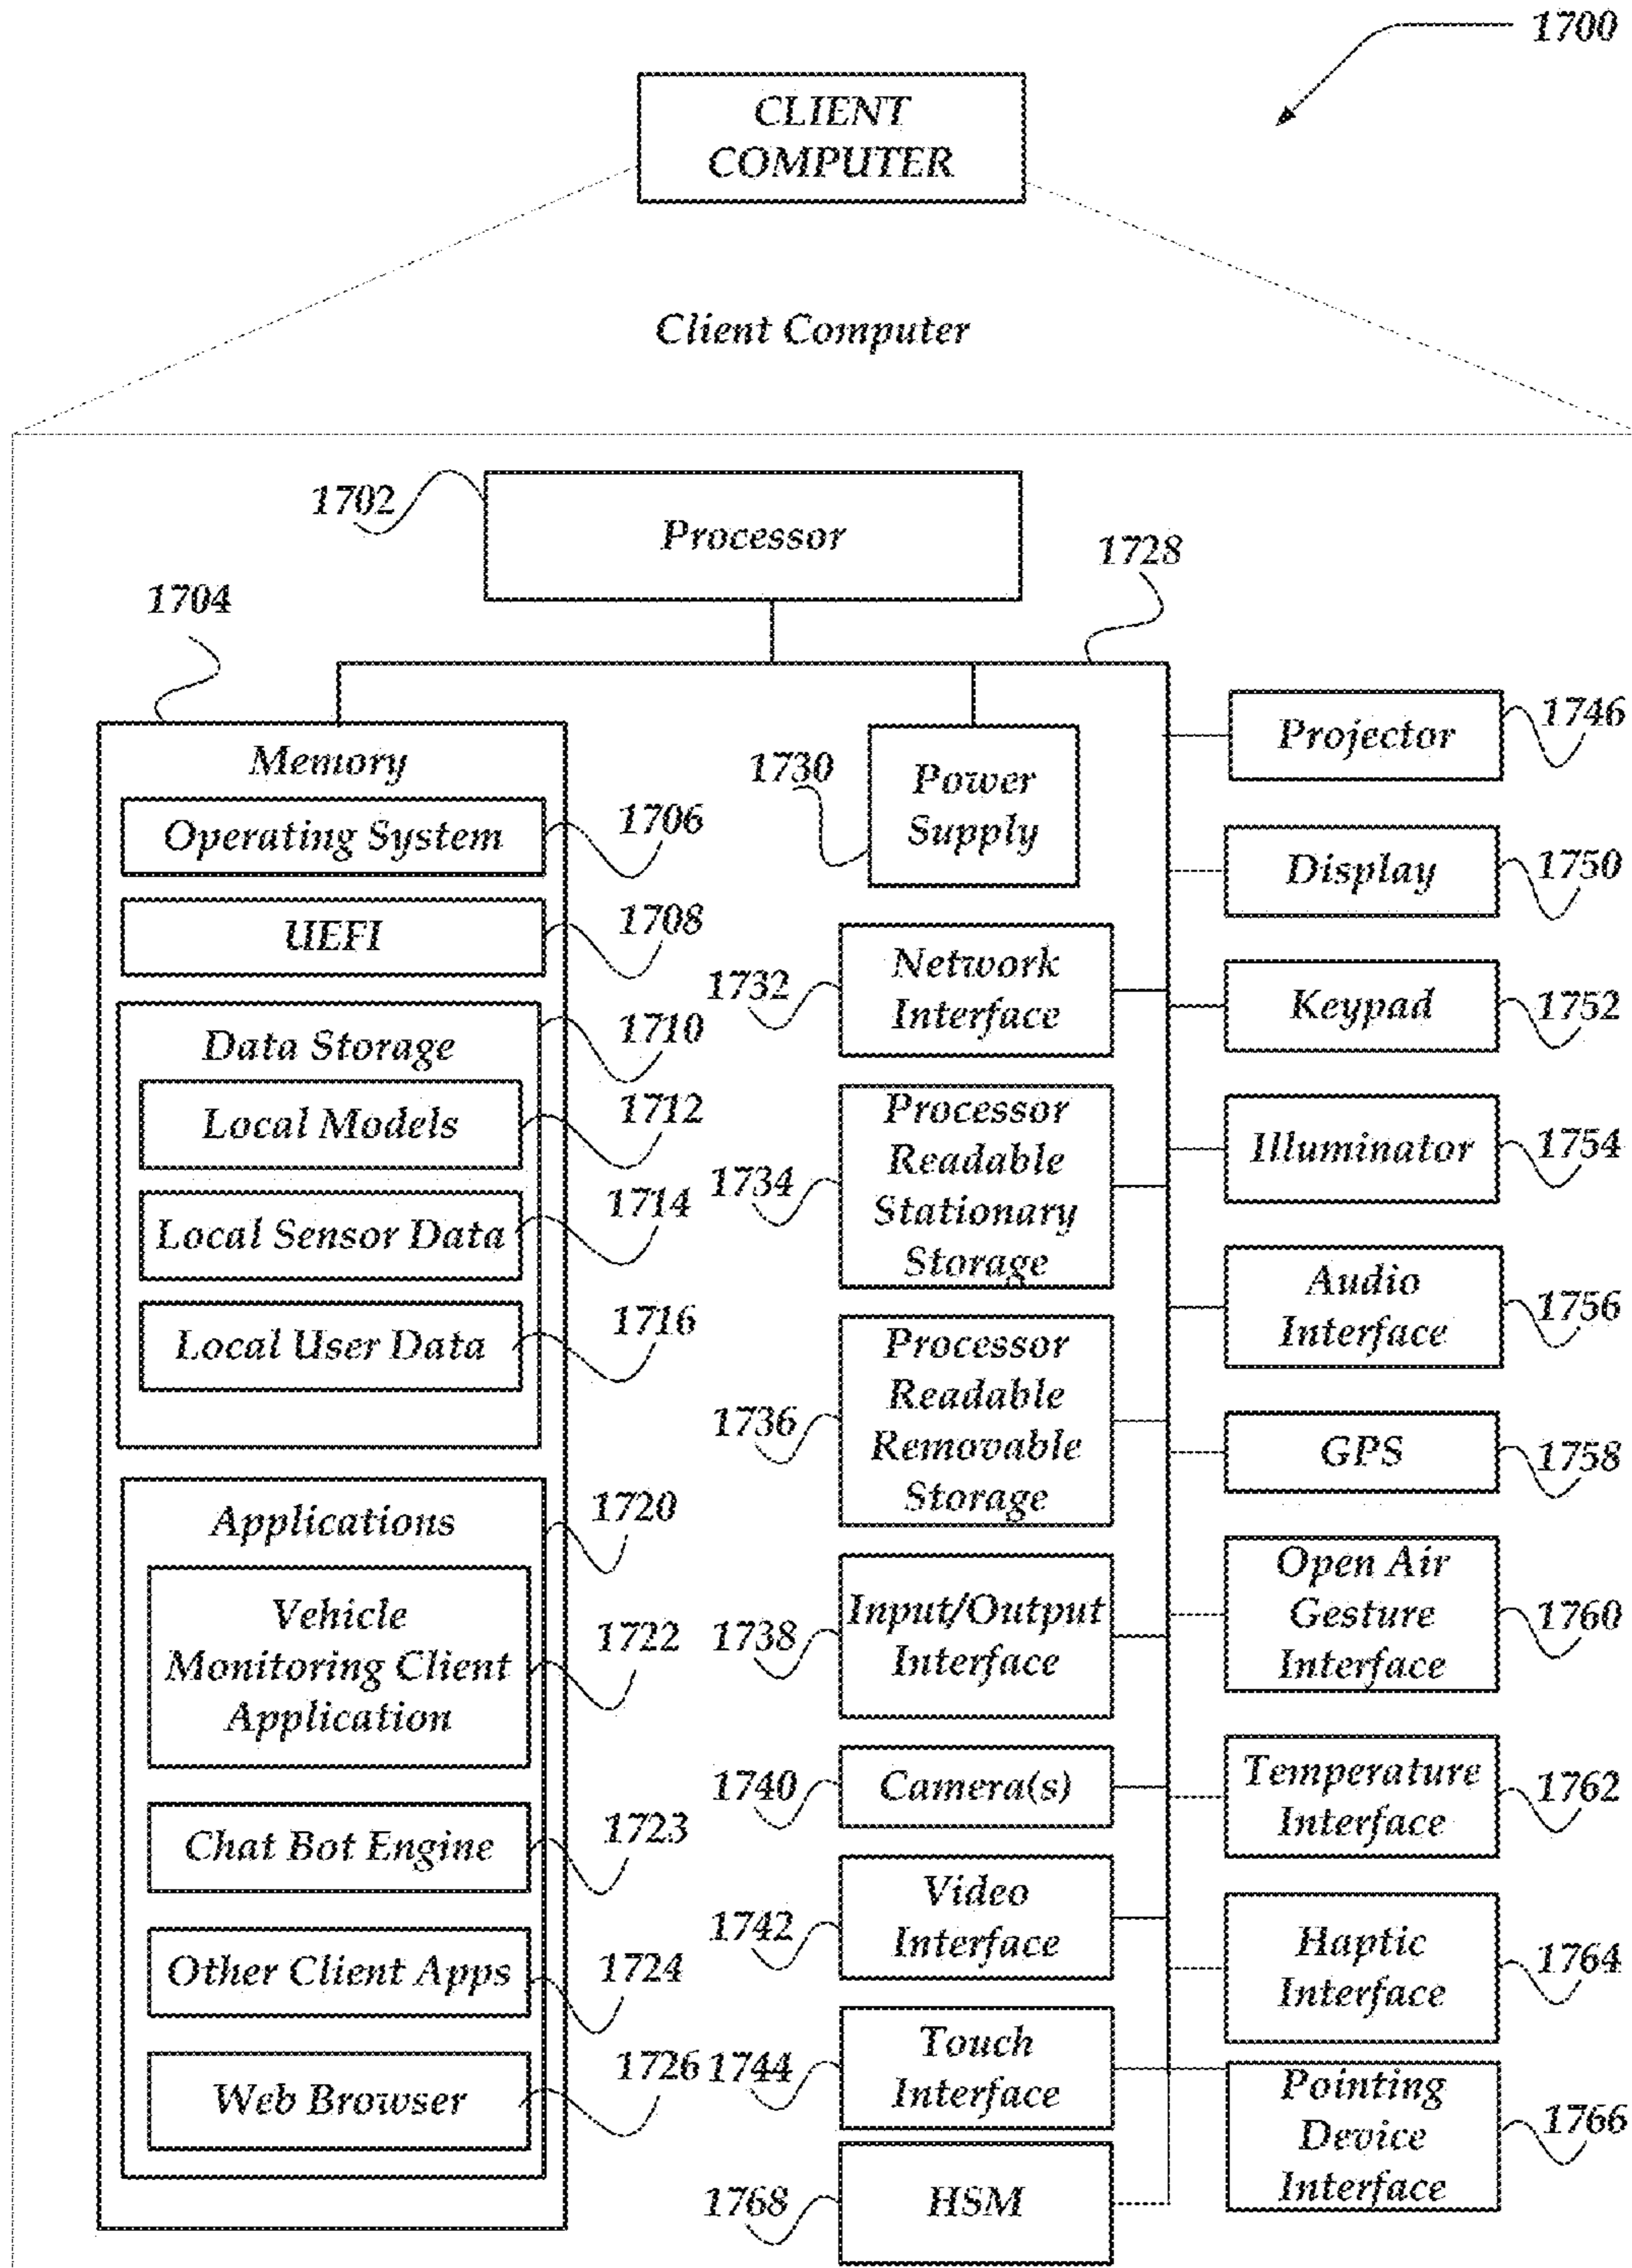 1700
CLIENT
COMPUTER
Client Computer
1702
Processor
1728
1704
Memory
Operating System
1706
UEFI
1708
Data Storage
1710
Local Models
1712
Local Sensor Data
1714
Local User Data
1716
Applications
1720
Vehicle
Monitoring Client
Application
1722
Chat Bot Engine
1723
Other Client Apps
1724
Web Browser
1726
1730
Power
Supply
1732
Network
Interface
1734
Processor
Readable
Stationary
Storage
1736
Processor
Readable
Removable
Storage
1738
Input/Output
Interface
1740
Camera(s)
1742
Video
Interface
1744
Touch
Interface
1768
HSM
Projector
1746
Display
1750
Keypad
1752
Illuminator
1754
Audio
Interface
1756
GPS
1758
Open Air
Gesture
Interface
1760
Temperature
Interface
1762
Haptic
Interface
1764
Pointing
Device
Interface
1766